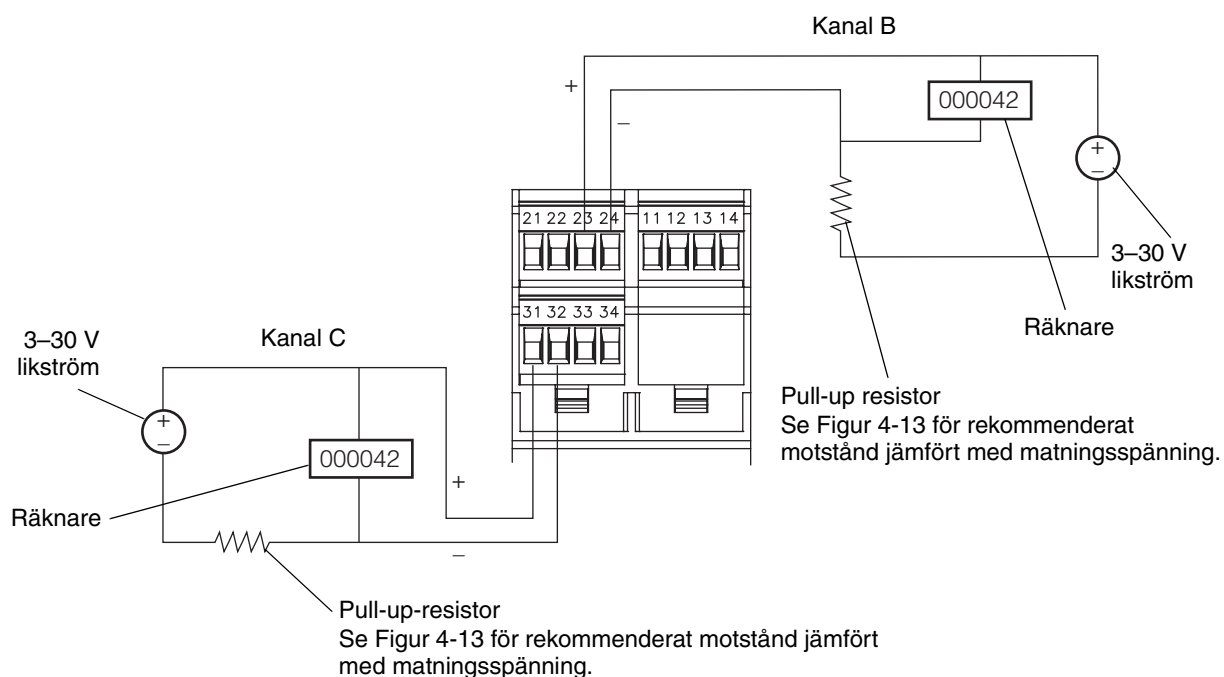 Kanal B
+
000042
–
+
–
21 22 23 24
11 12 13 14
3–30 V
likström
Räknare
31 32 33 34
3–30 V
likström
Kanal C
Pull-up resistor
Se Figur 4-13 för rekommenderat
motstånd jämfört med matningsspänning.
+
–
000042
+
Räknare
–
Pull-up-resistor
Se Figur 4-13 för rekommenderat motstånd jämfört
med matningsspänning.